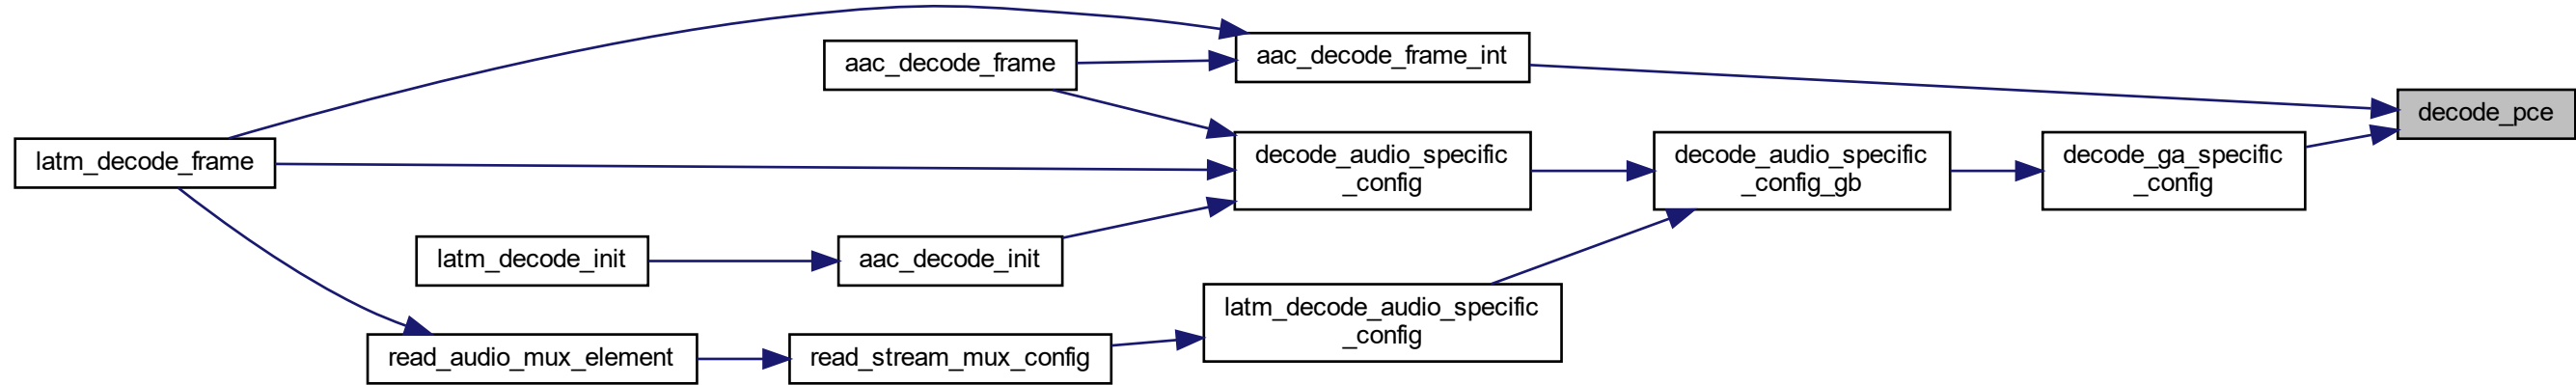 aac_decode_frame
aac_decode_frame_int
decode_pce
latm_decode_frame
decode_audio_specific
_config
decode_audio_specific
_config_gb
decode_ga_specific
_config
latm_decode_init
aac_decode_init
latm_decode_audio_specific
_config
read_audio_mux_element
read_stream_mux_config